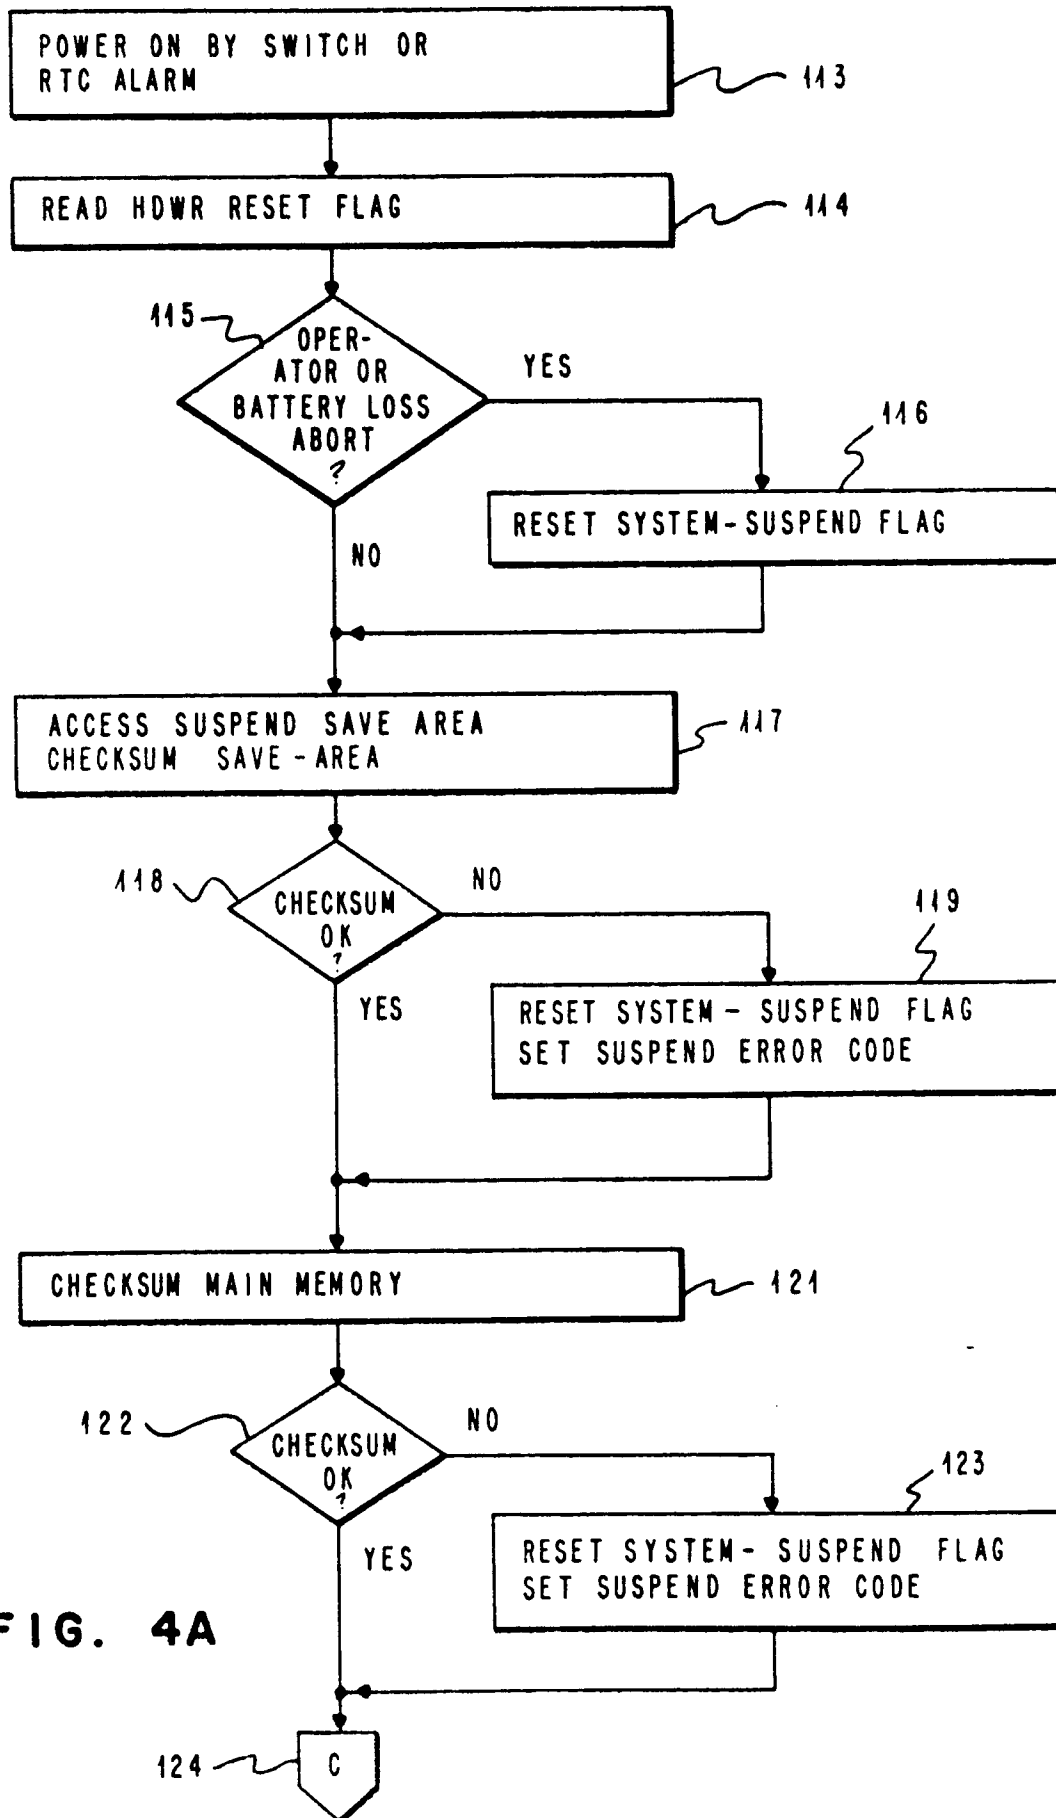 POWER ON BY SWITCH OR
RTC ALARM
113
READ HDWR RESET FLAG
114
115
OPER-
ATOR OR
BATTERY LOSS
ABORT
?
YES
116
RESET SYSTEM-SUSPEND FLAG
NO
ACCESS SUSPEND SAVE AREA
CHECKSUM SAVE-AREA
117
118
CHECKSUM
OK
?
NO
119
YES
RESET SYSTEM- SUSPEND FLAG
SET SUSPEND ERROR CODE
CHECKSUM MAIN MEMORY
121
122
CHECKSUM
OK
?
NO
123
YES
RESET SYSTEM- SUSPEND FLAG
SET SUSPEND ERROR CODE
FIG. 4A
124
C